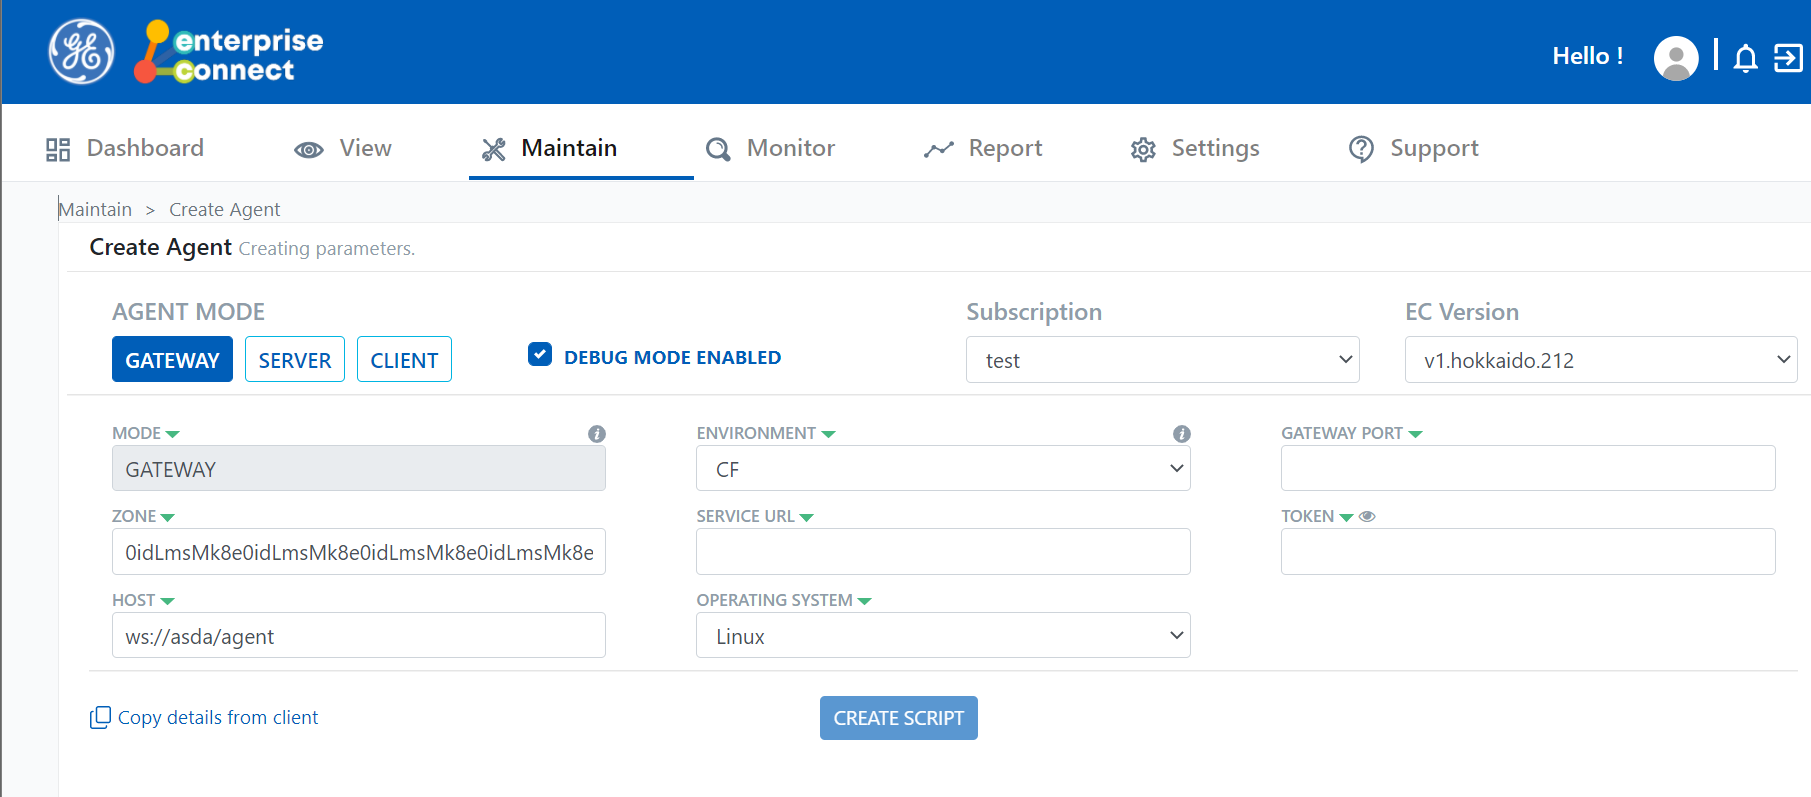 GE enterprise connect
Hello !
Dashboard View Maintain Monitor Report Settings Support
Maintain > Create Agent
Create Agent Creating parameters.
AGENT MODE Subscription EC Version
GATEWAY SERVER CLIENT DEBUG MODE ENABLED test v1.hokkaido.212
MODE ENVIRONMENT GATEWAY PORT
GATEWAY CF
ZONE SERVICE URL TOKEN
0idLmsMk8e0idLmsMk8e0idLmsMk8e0idLmsMk8e
HOST OPERATING SYSTEM
ws://asda/agent Linux
Copy details from client CREATE SCRIPT